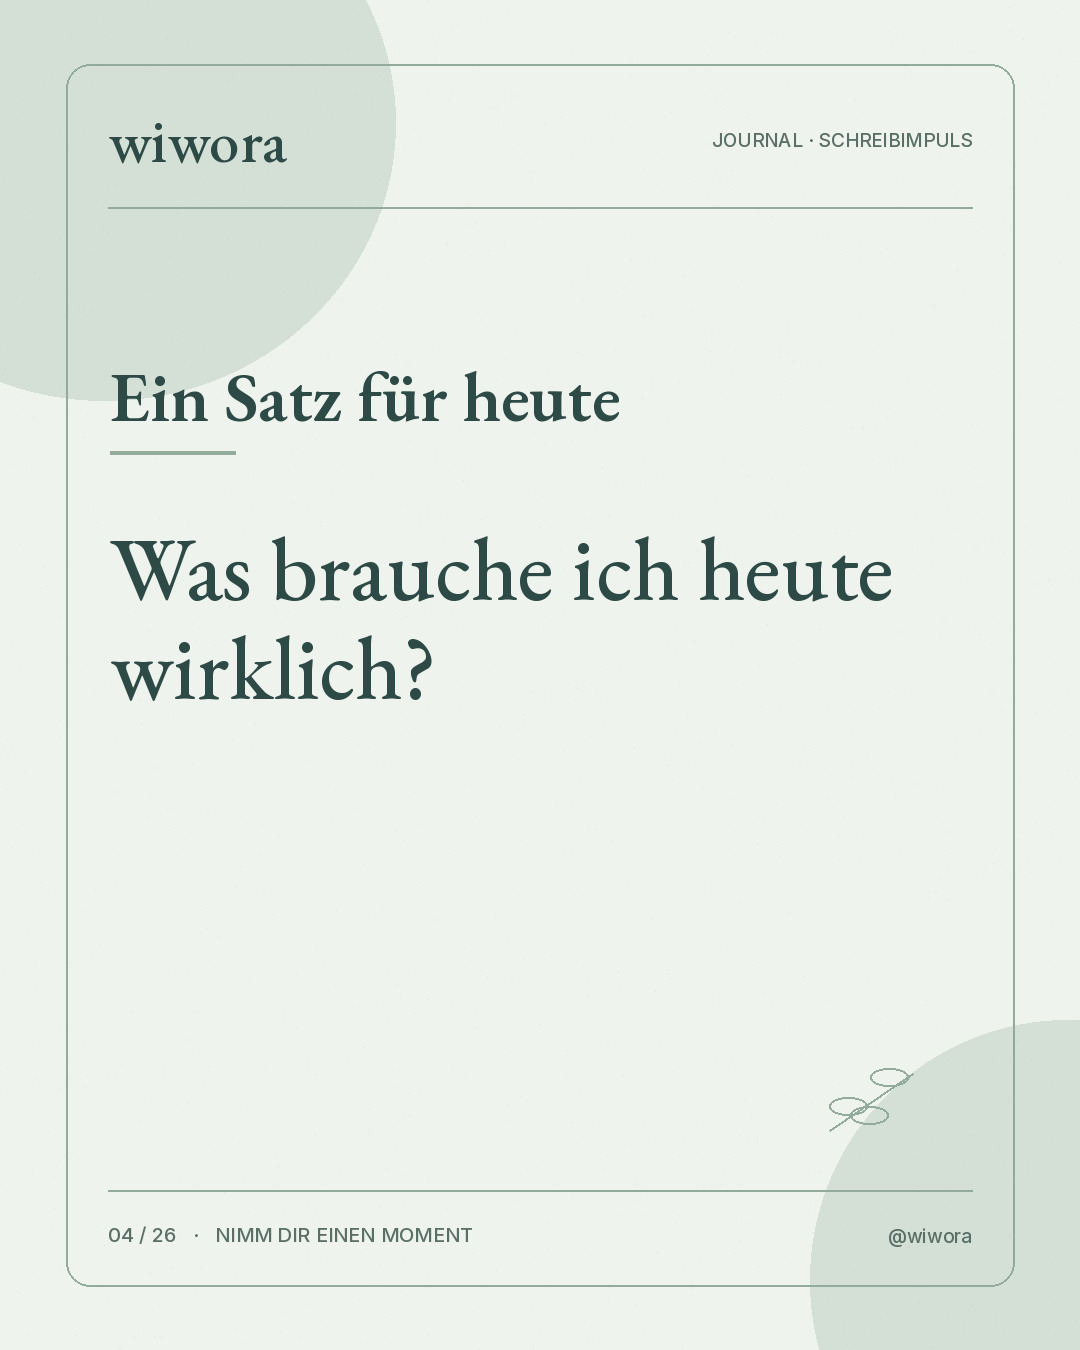 wiwora
JOURNAL · SCHREIBIMPULS
Ein Satz für heute
Was brauche ich heute
wirklich?
04 / 26 · NIMM DIR EINEN MOMENT
@wiwora